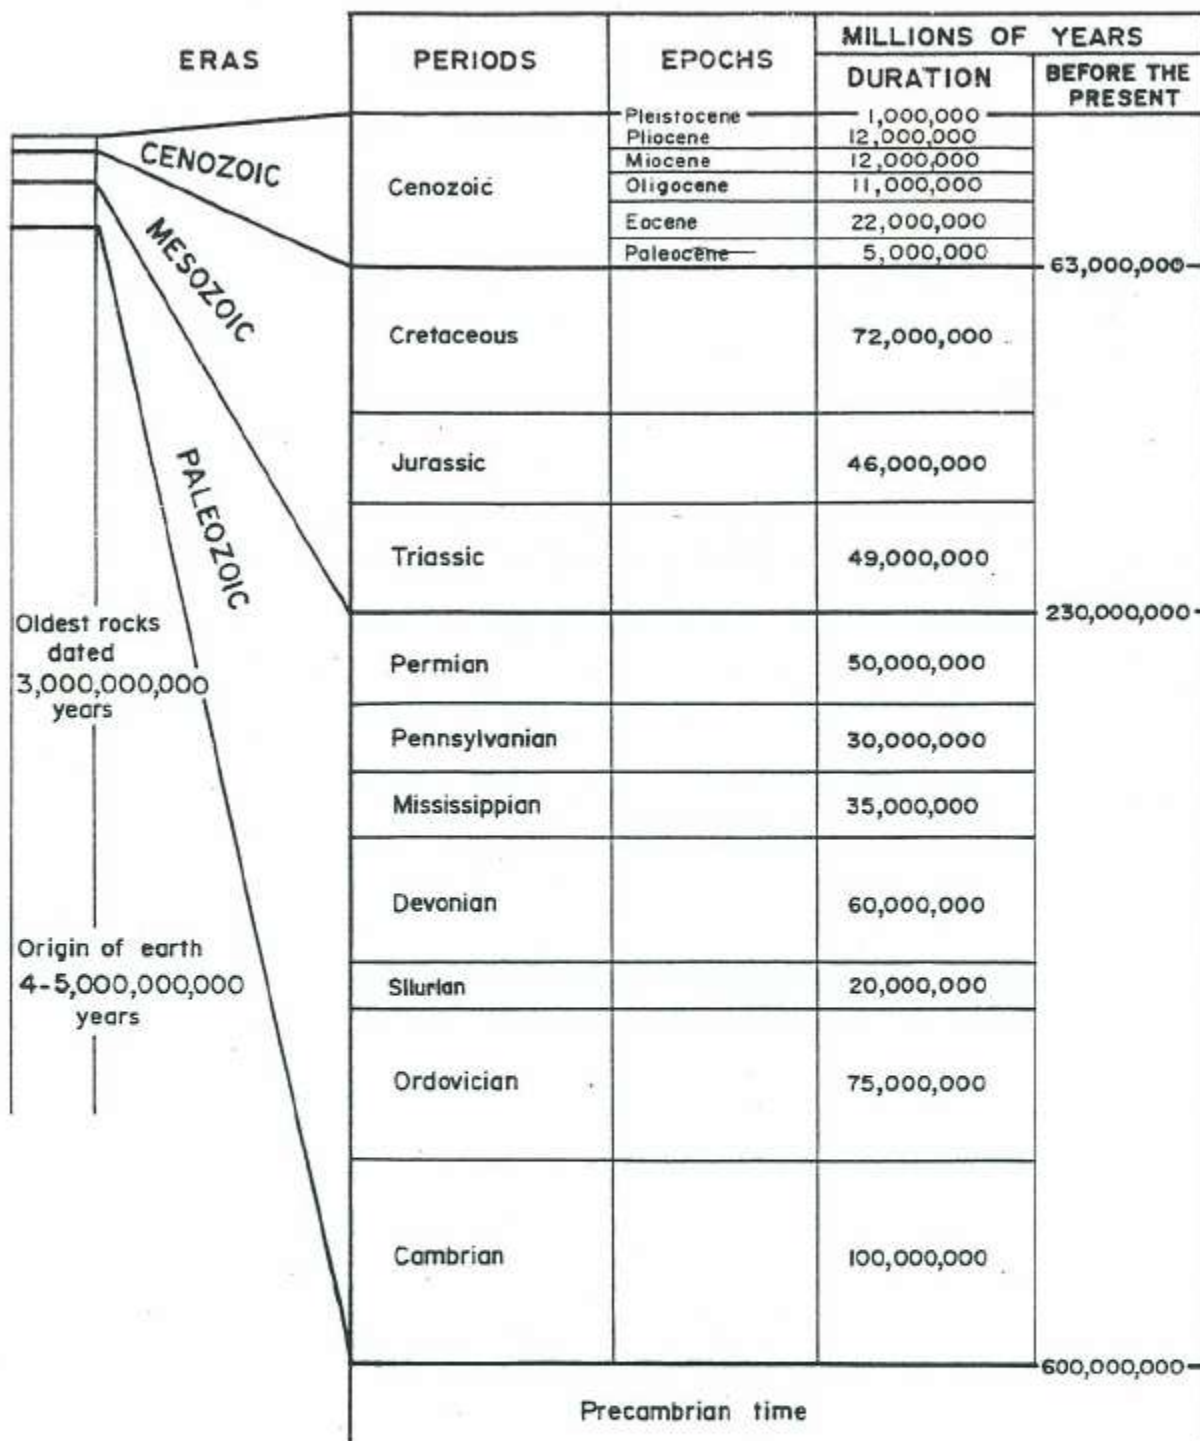 ERAS
PERIODS
EPOCHS
MILLIONS OF YEARS
DURATION
BEFORE THE
PRESENT
CENOZOIC
MESOZOIC
PALEOZOIC
Oldest rocks
dated
3,000,000,000
years
Origin of earth
4-5,000,000,000
years
Cenozoic
Pleistocene 1,000,000
Pliocene 12,000,000
Miocene 12,000,000
Oligocene 11,000,000
Eocene 22,000,000
Paleocene 5,000,000
63,000,000
Cretaceous 72,000,000
Jurassic 46,000,000
Triassic 49,000,000
230,000,000
Permian 50,000,000
Pennsylvanian 30,000,000
Mississippian 35,000,000
Devonian 60,000,000
Silurian 20,000,000
Ordovician 75,000,000
Cambrian 100,000,000
600,000,000
Precambrian time